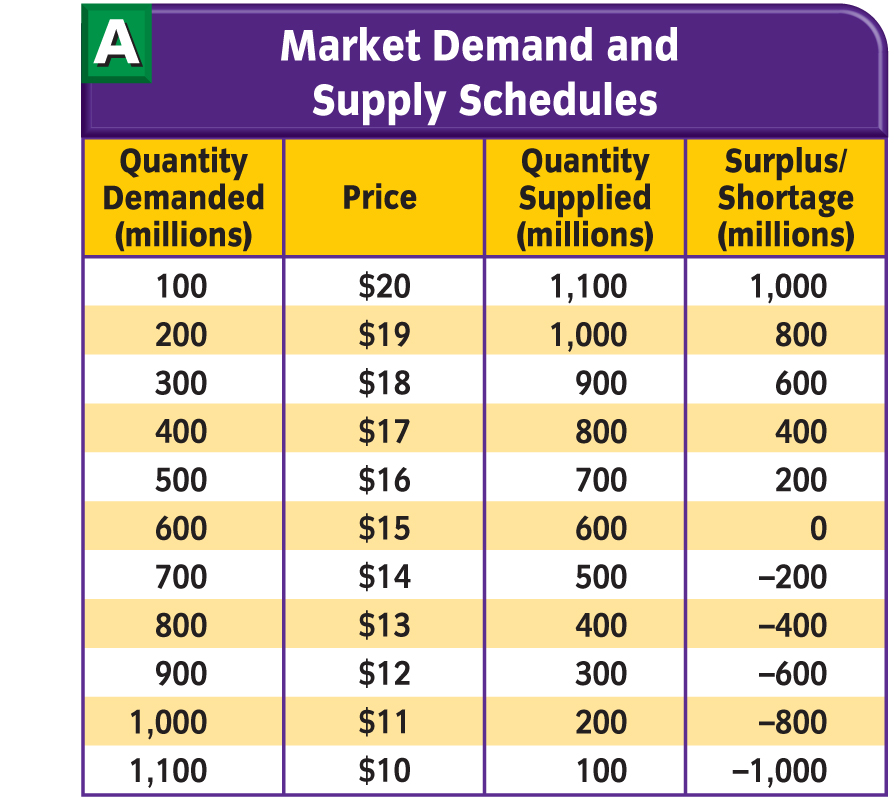 A
Market Demand and
Supply Schedules
Quantity
Demanded
(millions)
Price
Quantity
Supplied
(millions)
Surplus/
Shortage
(millions)
100 $20 1,100 1,000
200 $19 1,000 800
300 $18 900 600
400 $17 800 400
500 $16 700 200
600 $15 600 0
700 $14 500 –200
800 $13 400 –400
900 $12 300 –600
1,000 $11 200 –800
1,100 $10 100 –1,000